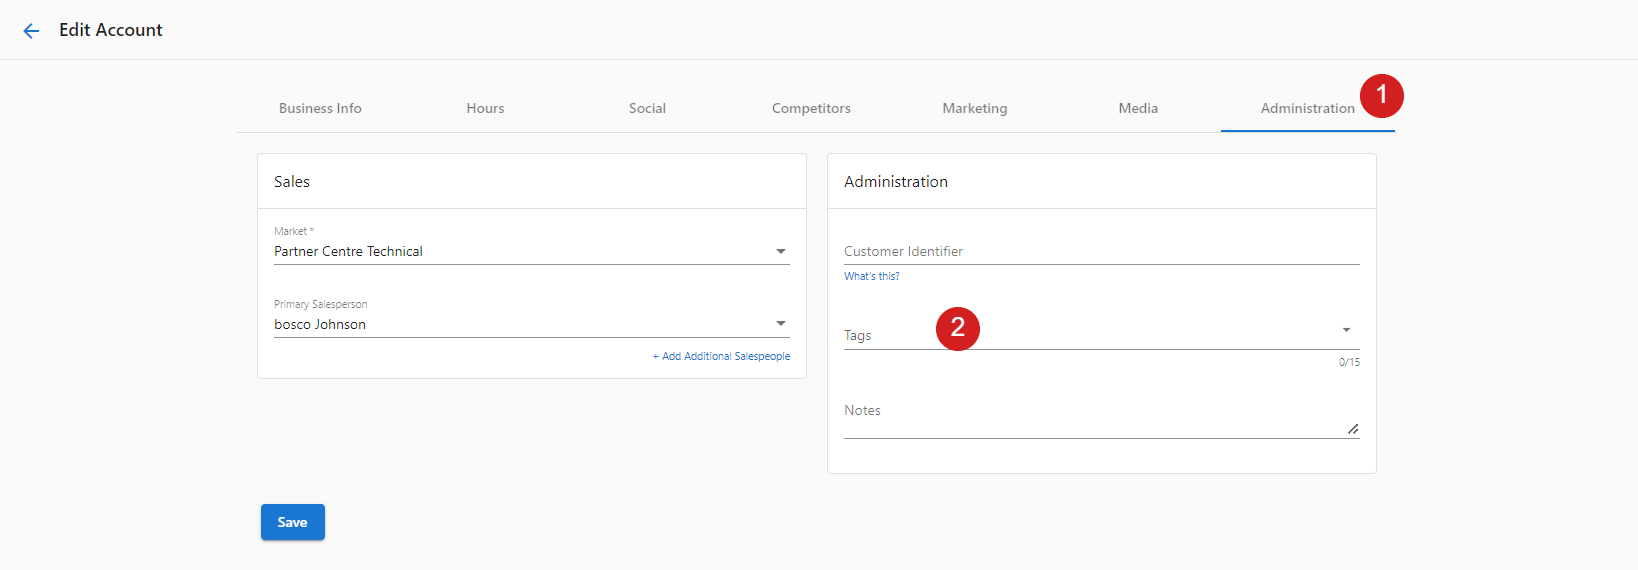 Edit Account
Business Info Hours Social Competitors Marketing Media Administration 1
Sales
Market *
Partner Centre Technical
Primary Salesperson
bosco Johnson
+ Add Additional Salespeople
Administration
Customer Identifier
What's this?
Tags 2
0/15
Notes
Save